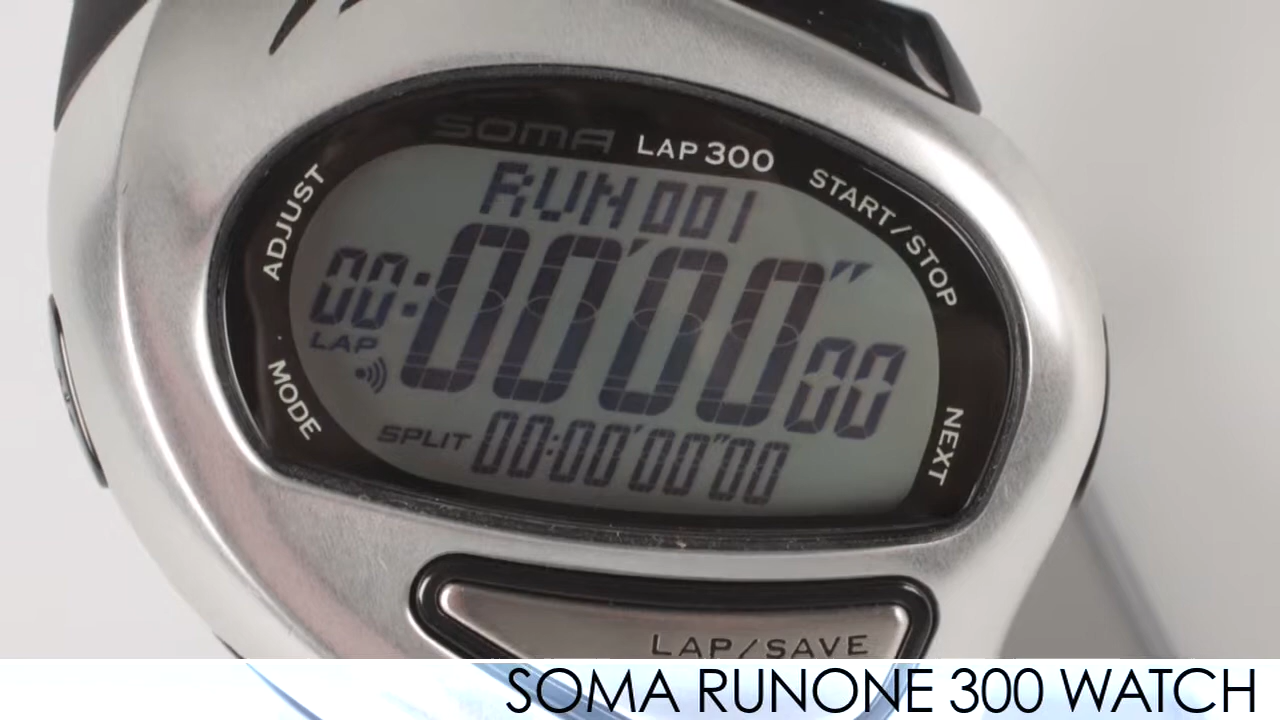 SOMA LAP 300
ADJUST
START/STOP
RUN 001
00:00'00"00
LAP
MODE
NEXT
SPLIT 00:00'00"00
LAP/SAVE
SOMA RUNONE 300 WATCH